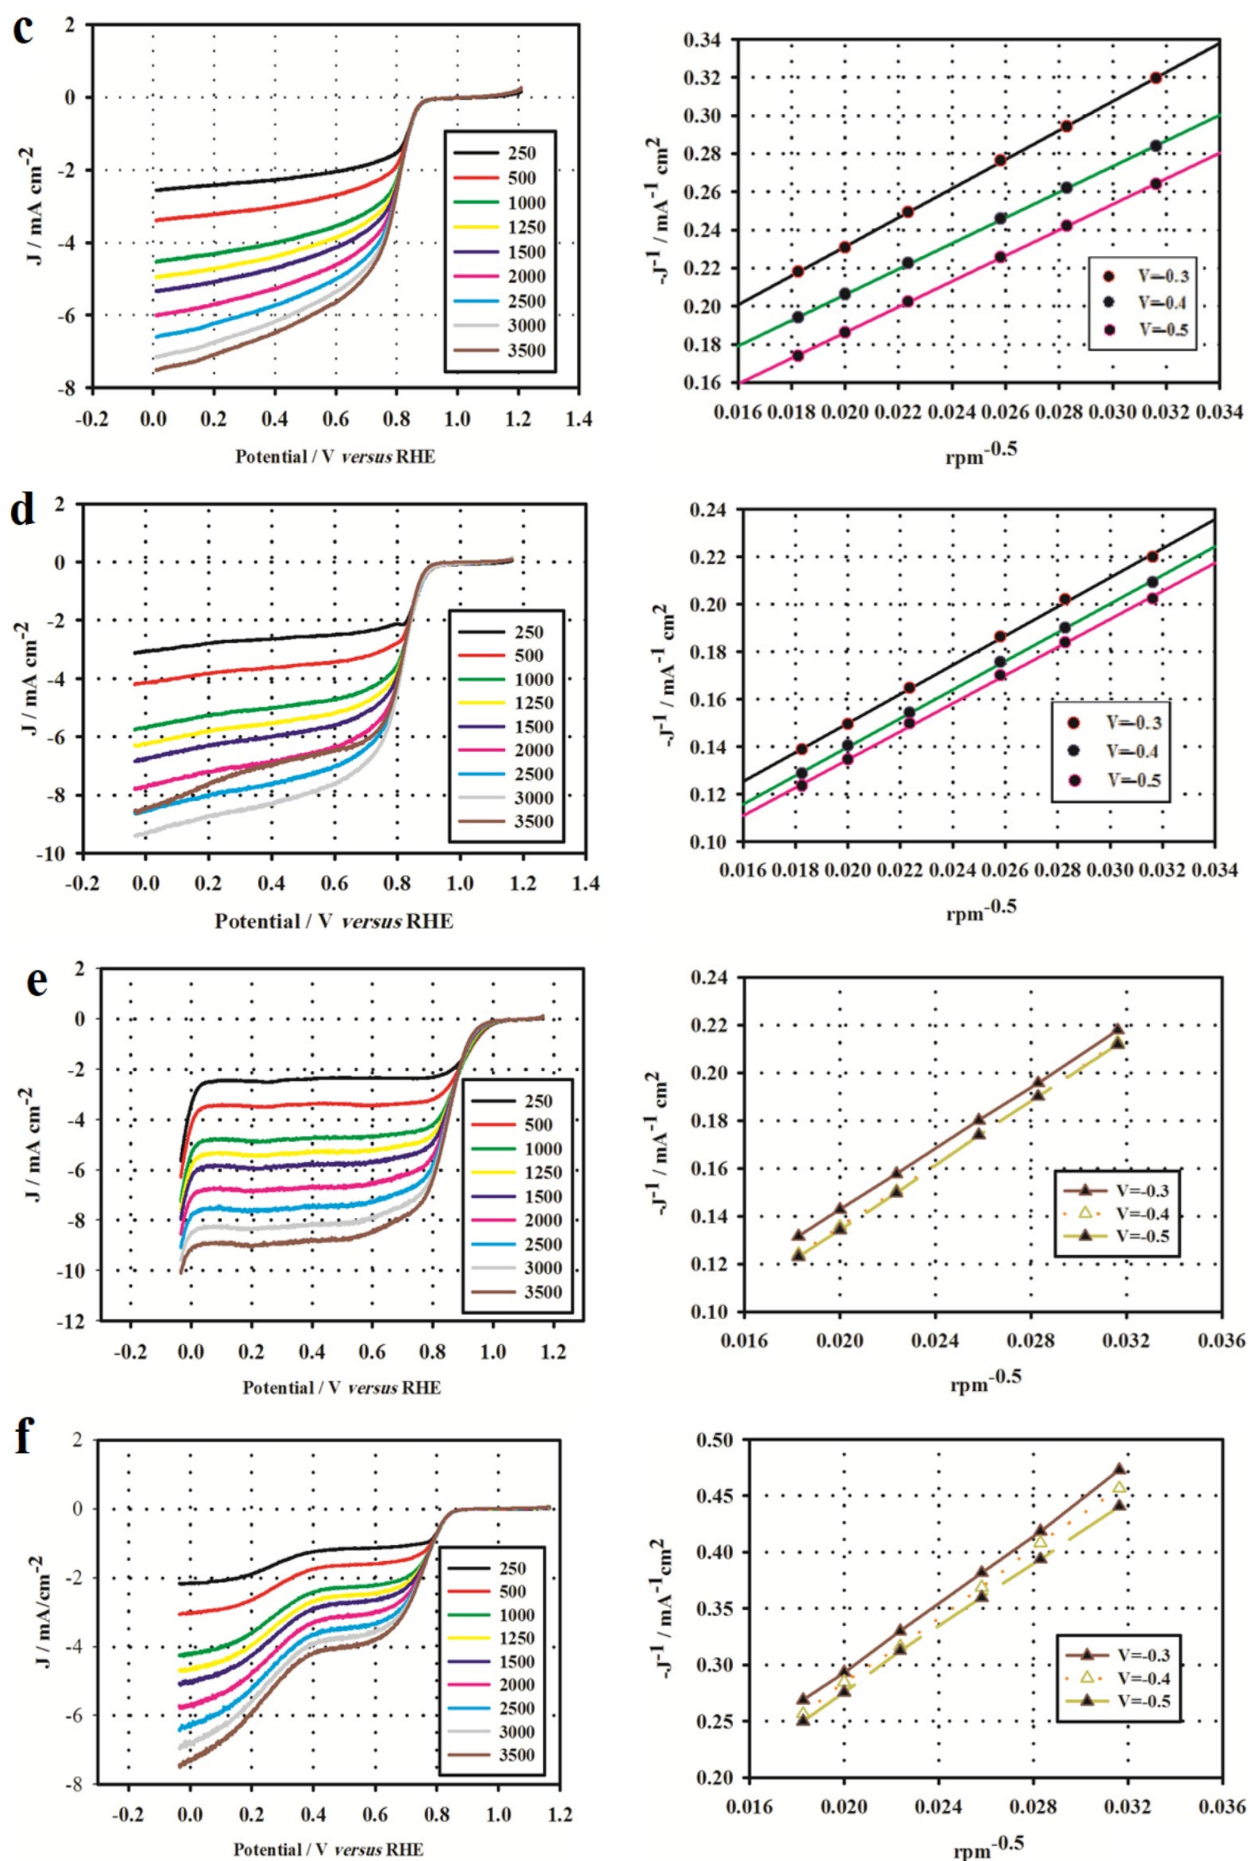 c
2
0
-2
-4
-6
-8
J / mA cm-2
-0.2 0.0 0.2 0.4 0.6 0.8 1.0 1.2 1.4
Potential / V versus RHE
250
500
1000
1250
1500
2000
2500
3000
3500
0.34
0.32
0.30
0.28
0.26
0.24
0.22
0.20
0.18
0.16
-J-1 / mA-1 cm2
0.016 0.018 0.020 0.022 0.024 0.026 0.028 0.030 0.032 0.034
rpm-0.5
V=-0.3
V=-0.4
V=-0.5
d
2
0
-2
-4
-6
-8
-10
J / mA cm-2
-0.2 0.0 0.2 0.4 0.6 0.8 1.0 1.2 1.4
Potential / V versus RHE
250
500
1000
1250
1500
2000
2500
3000
3500
0.24
0.22
0.20
0.18
0.16
0.14
0.12
0.10
-J-1 / mA-1 cm2
0.016 0.018 0.020 0.022 0.024 0.026 0.028 0.030 0.032 0.034
rpm-0.5
V=-0.3
V=-0.4
V=-0.5
e
2
0
-2
-4
-6
-8
-10
-12
J / mA cm-2
-0.2 0.0 0.2 0.4 0.6 0.8 1.0 1.2
Potential / V versus RHE
250
500
1000
1250
1500
2000
2500
3000
3500
0.24
0.22
0.20
0.18
0.16
0.14
0.12
0.10
-J-1 / mA-1 cm2
0.016 0.020 0.024 0.028 0.032 0.036
rpm-0.5
V=-0.3
V=-0.4
V=-0.5
f
2
0
-2
-4
-6
-8
J / mA/cm-2
-0.2 0.0 0.2 0.4 0.6 0.8 1.0 1.2
Potential / V versus RHE
250
500
1000
1250
1500
2000
2500
3000
3500
0.50
0.45
0.40
0.35
0.30
0.25
0.20
-J-1 / mA-1cm2
0.016 0.020 0.024 0.028 0.032 0.036
rpm-0.5
V=-0.3
V=-0.4
V=-0.5